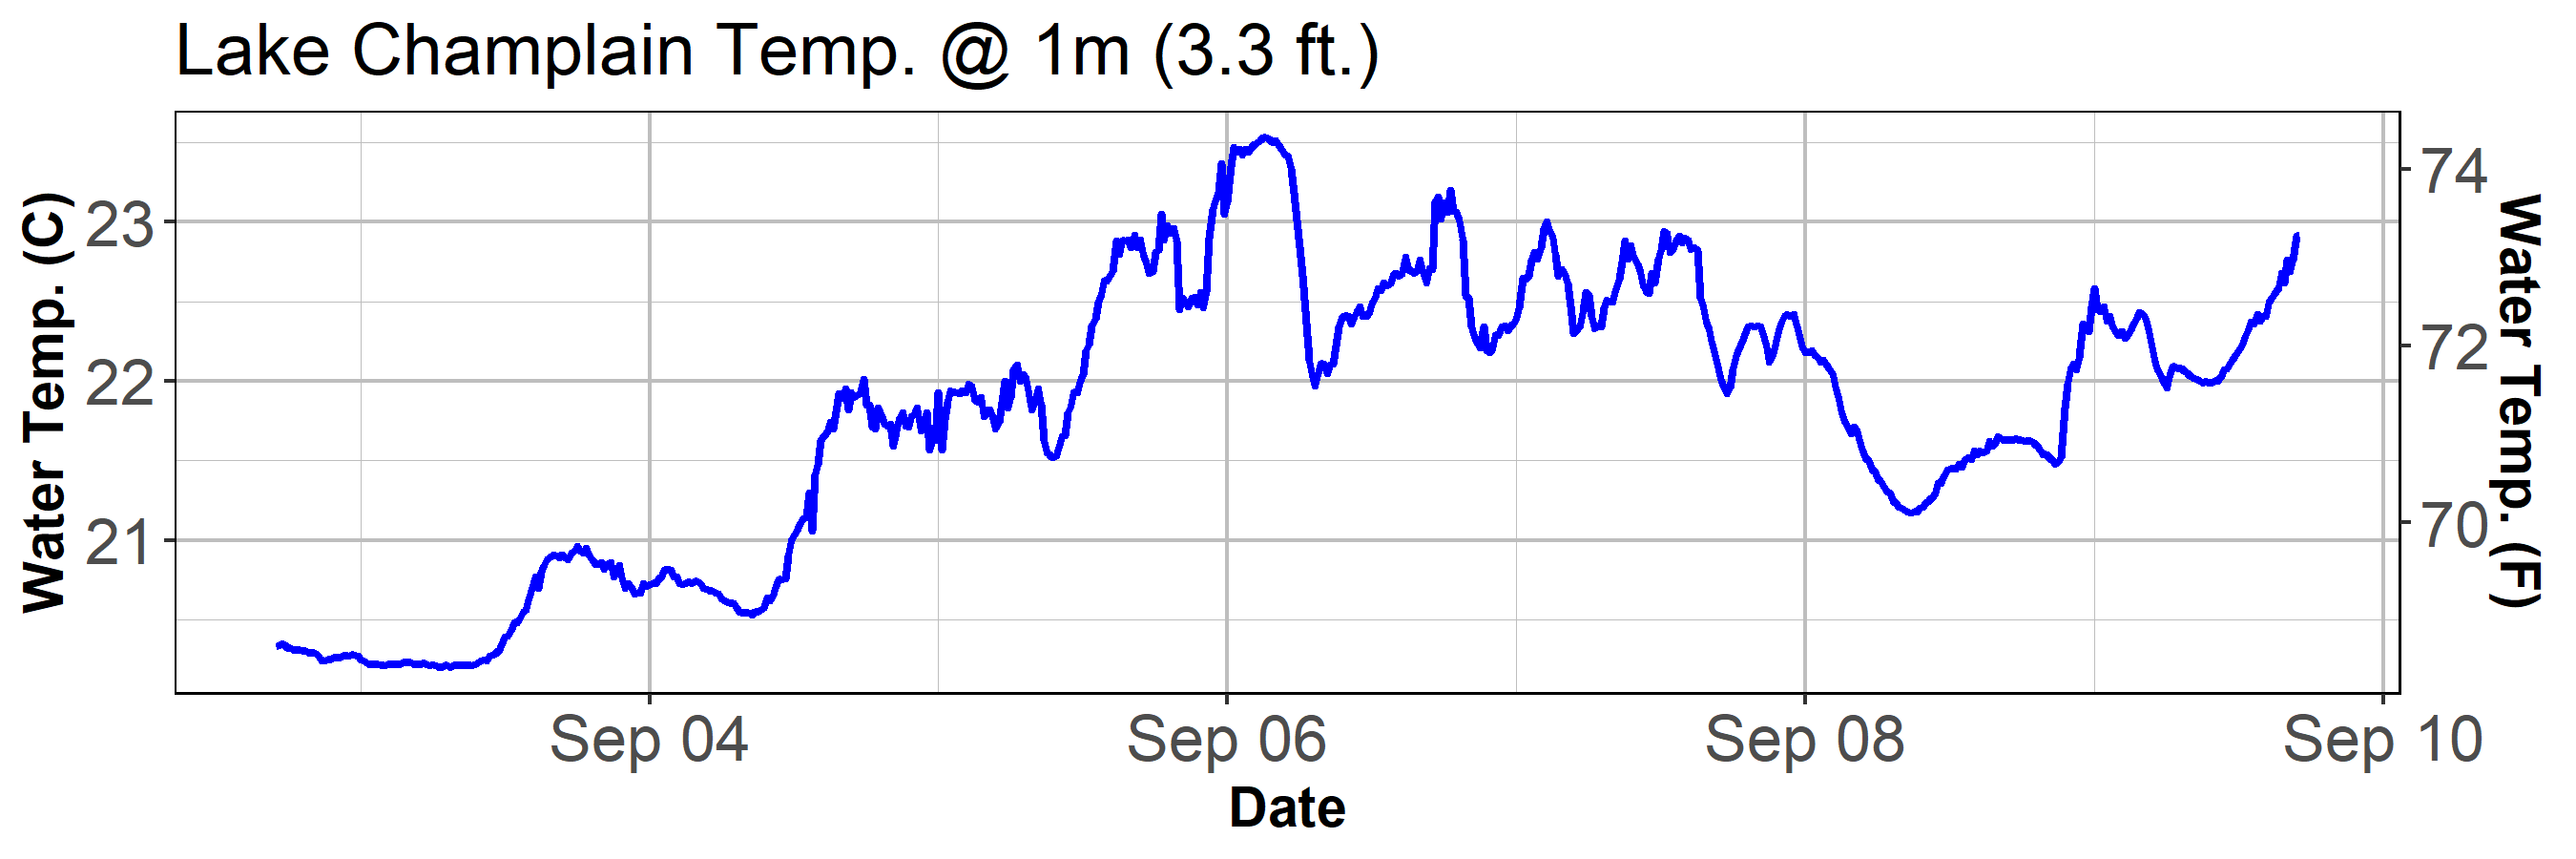 Lake Champlain Temp. @ 1m (3.3 ft.)
Water Temp. (C)
23
22
21
74
72
70
Water Temp. (F)
Sep 04
Sep 06
Sep 08
Sep 10
Date